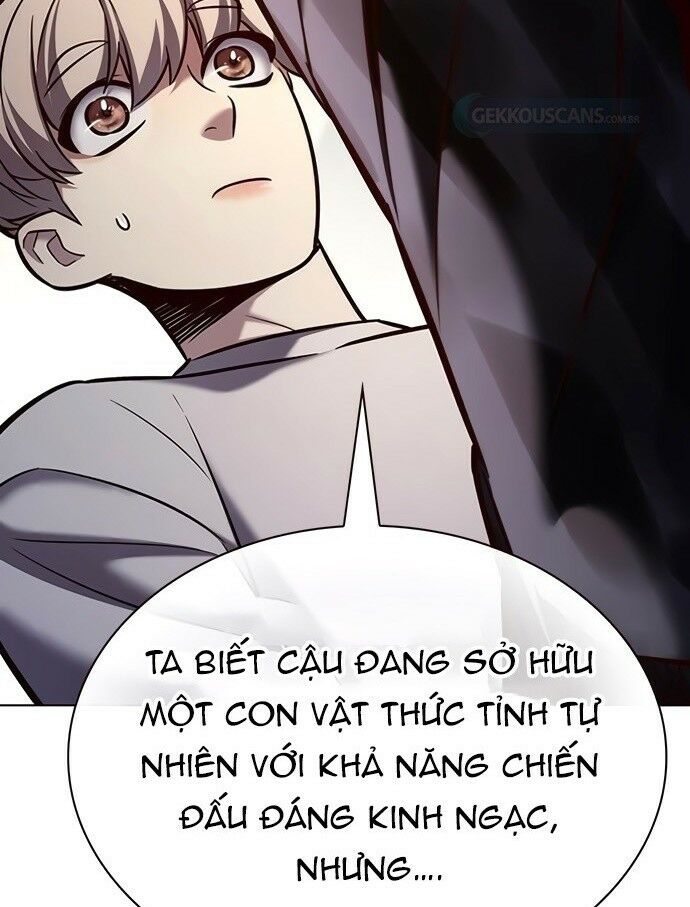 GEKKOUSCANS.COM.BR
TA BIẾT CẬU ĐANG SỞ HỮU
MỘT CON VẬT THỨC TỈNH TỰ
NHIÊN VỚI KHẢ NĂNG CHIẾN
ĐẤU ĐÁNG KINH NGẠC,
NHƯNG....